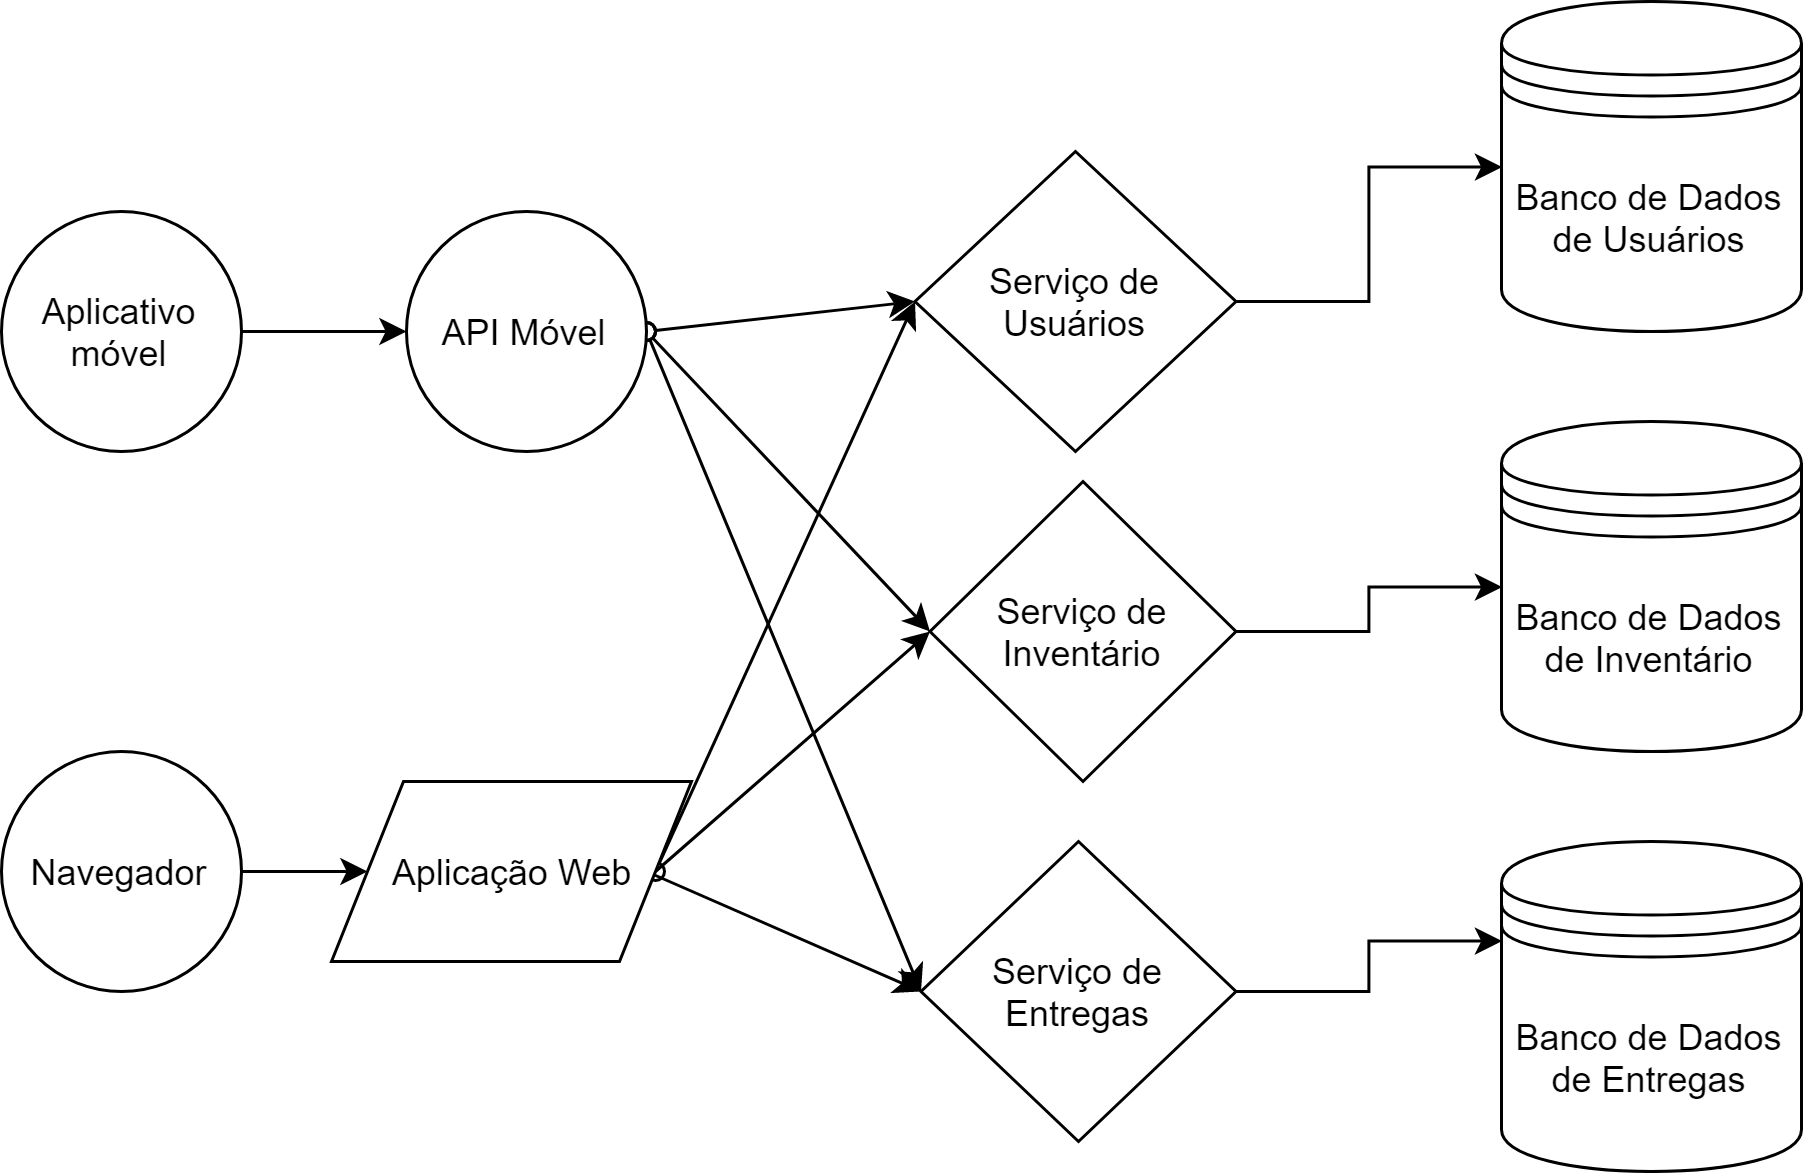 Aplicativo
móvel
API Móvel
Serviço de
Usuários
Banco de Dados
de Usuários
Serviço de
Inventário
Banco de Dados
de Inventário
Navegador
Aplicação Web
Serviço de
Entregas
Banco de Dados
de Entregas